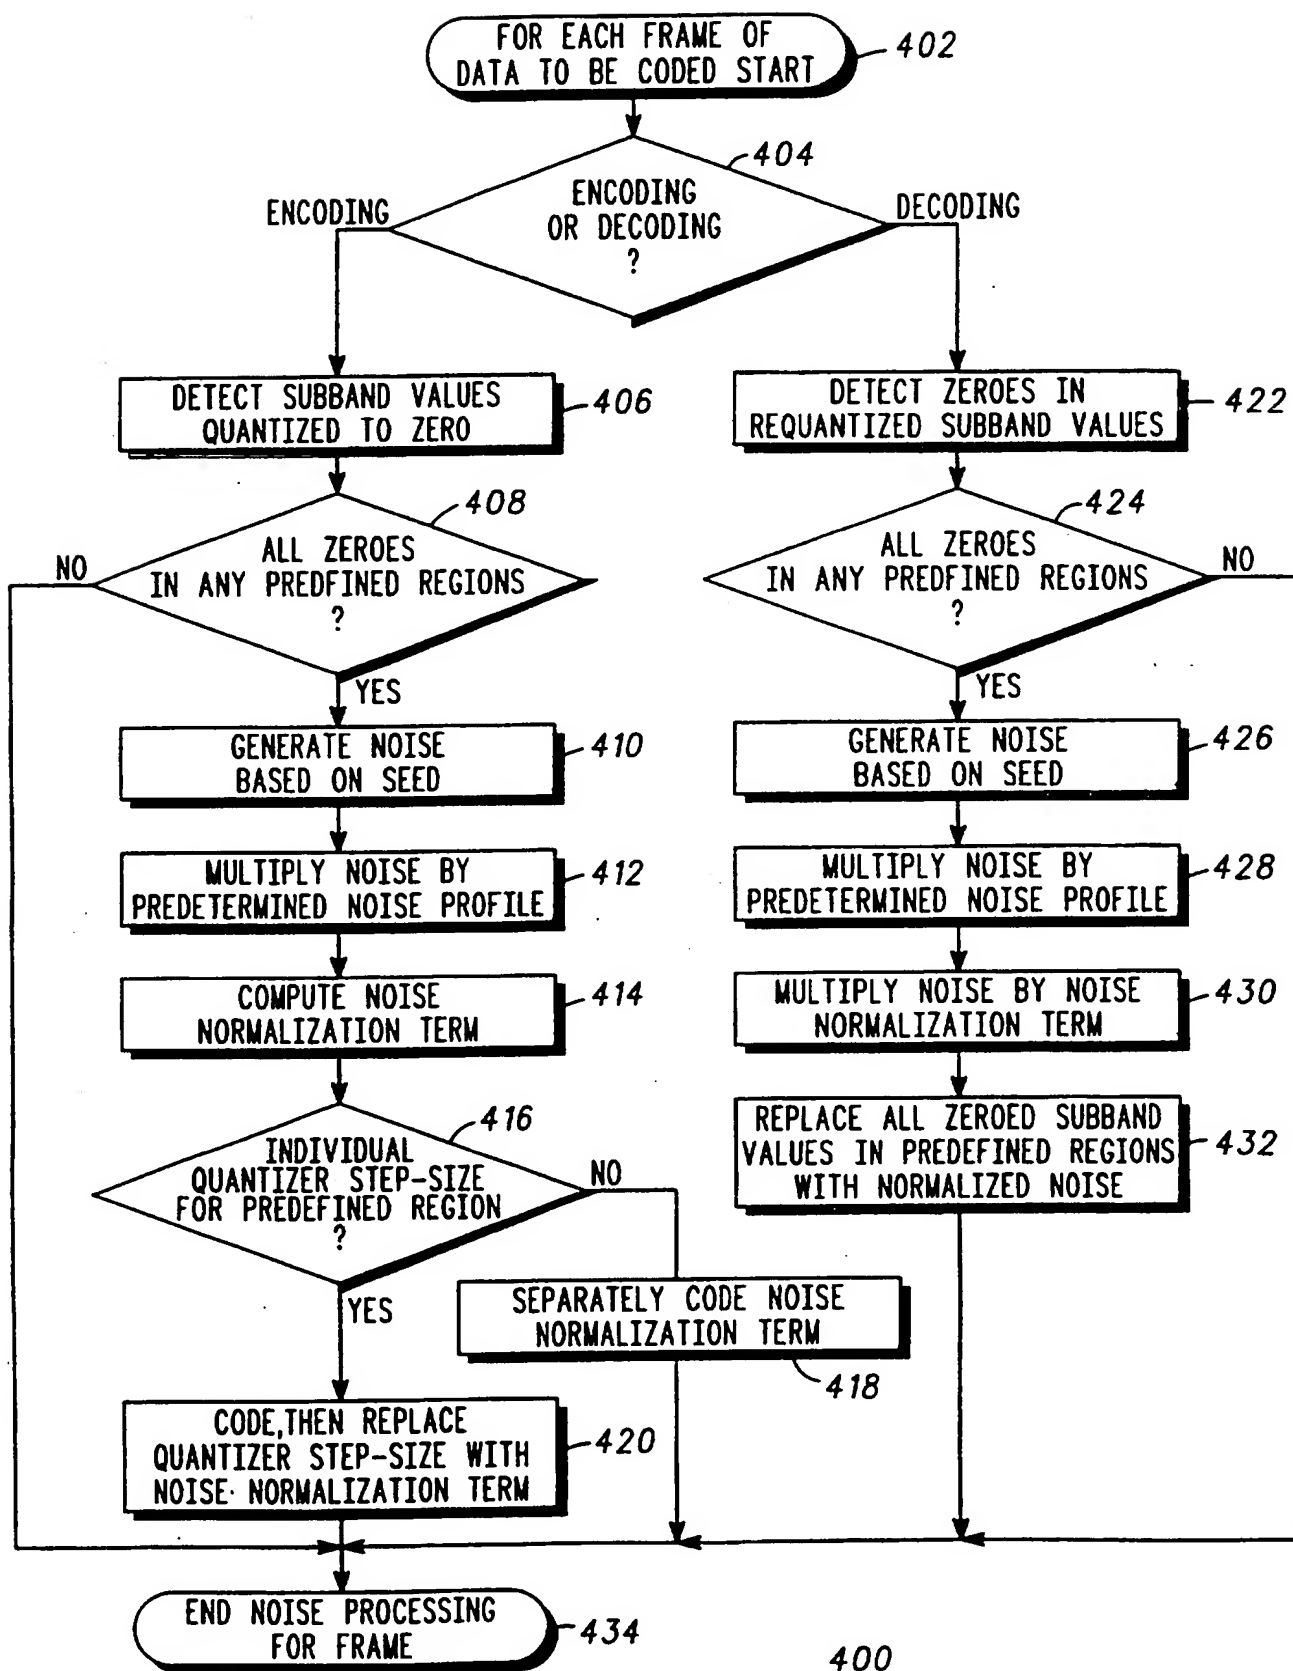 FOR EACH FRAME OF
DATA TO BE CODED START
402
404
ENCODING
OR DECODING
?
ENCODING
DECODING
DETECT SUBBAND VALUES
QUANTIZED TO ZERO
406
408
ALL ZEROES
IN ANY PREDFINED REGIONS
?
NO
YES
GENERATE NOISE
BASED ON SEED
410
MULTIPLY NOISE BY
PREDETERMINED NOISE PROFILE
412
COMPUTE NOISE
NORMALIZATION TERM
414
416
INDIVIDUAL
QUANTIZER STEP-SIZE
FOR PREDEFINED REGION
?
NO
YES
SEPARATELY CODE NOISE
NORMALIZATION TERM
418
CODE,THEN REPLACE
QUANTIZER STEP-SIZE WITH
NOISE NORMALIZATION TERM
420
DETECT ZEROES IN
REQUANTIZED SUBBAND VALUES
422
424
ALL ZEROES
IN ANY PREDFINED REGIONS
?
NO
YES
GENERATE NOISE
BASED ON SEED
426
MULTIPLY NOISE BY
PREDETERMINED NOISE PROFILE
428
MULTIPLY NOISE BY NOISE
NORMALIZATION TERM
430
REPLACE ALL ZEROED SUBBAND
VALUES IN PREDEFINED REGIONS
WITH NORMALIZED NOISE
432
END NOISE PROCESSING
FOR FRAME
434
400